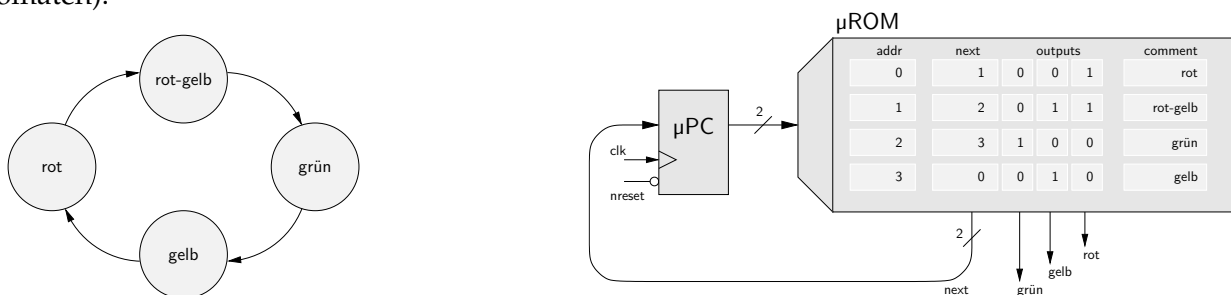 µROM
addr next outputs comment
0 1 0 0 1 rot
1 2 0 1 1 rot-gelb
2 3 1 0 0 grün
3 0 0 1 0 gelb
rot-gelb
rot
grün
gelb
µPC
2
clk
nreset
2
next
grün
gelb
rot